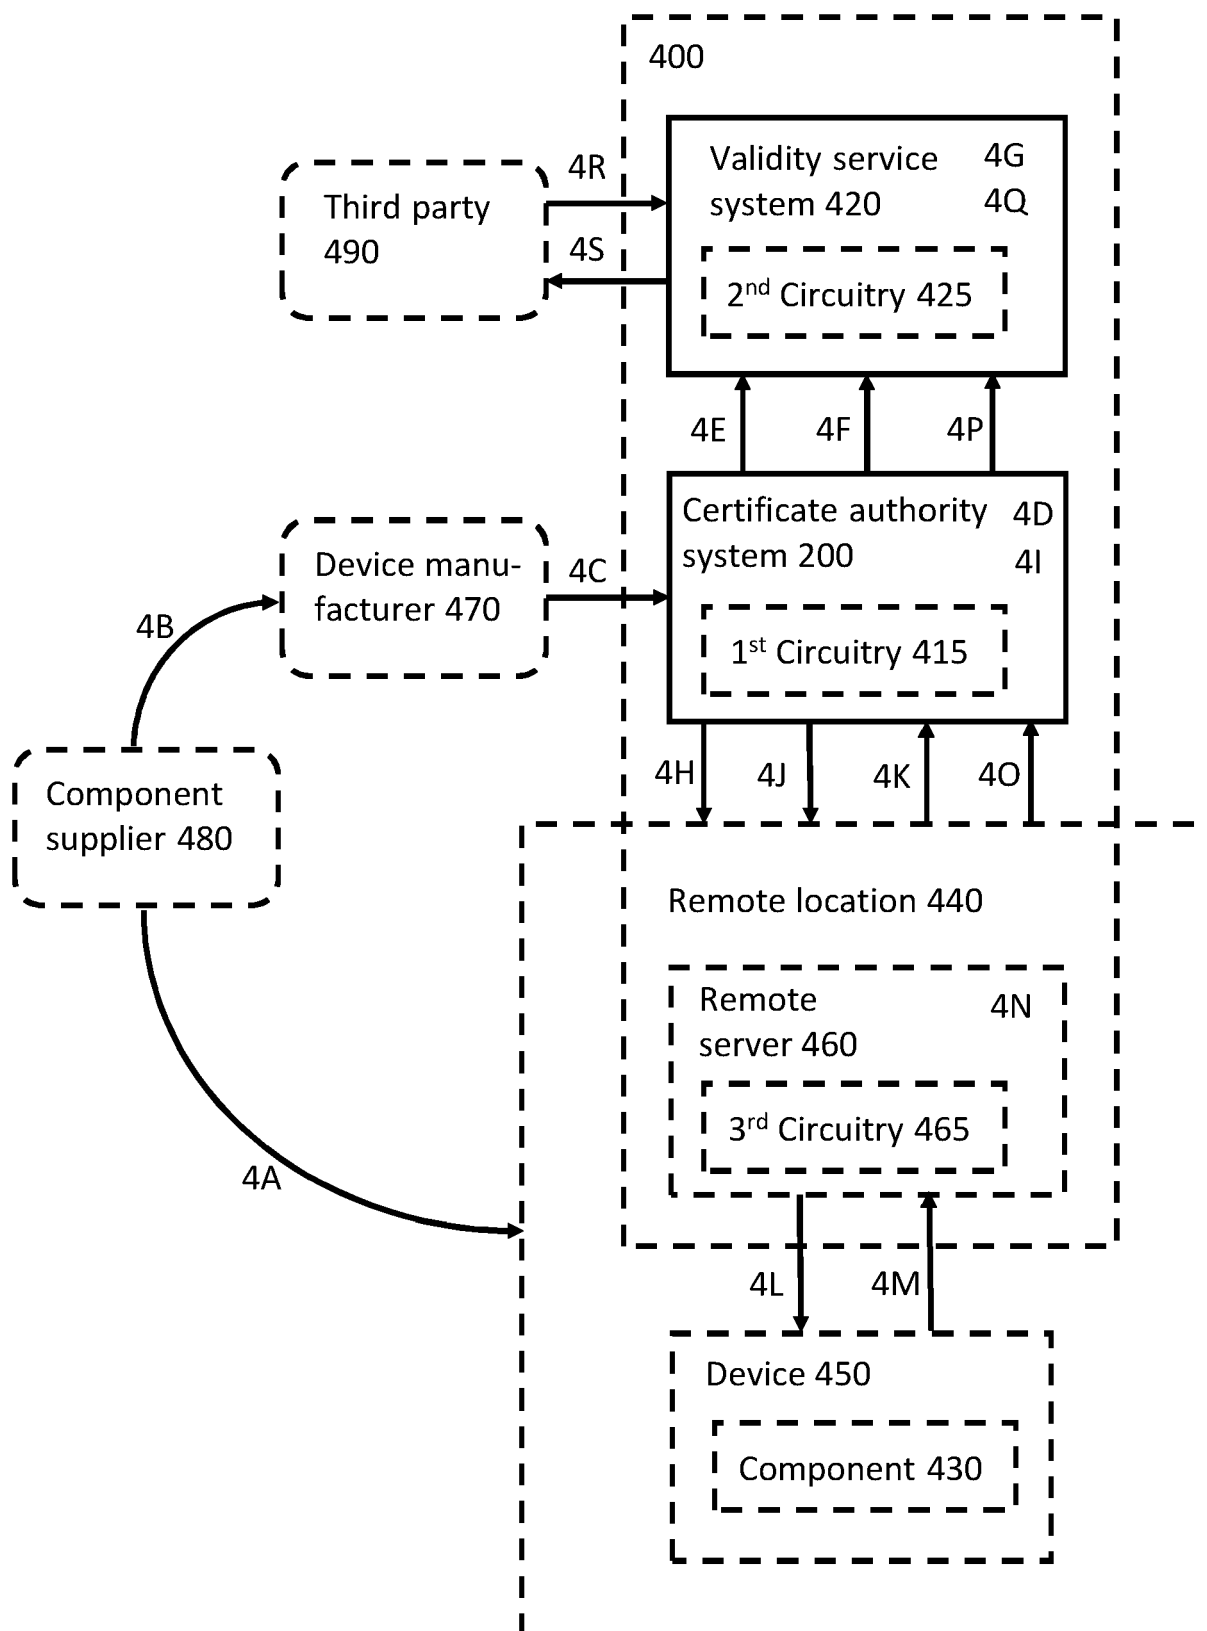 400
Validity service
system 420
4G
4Q
2nd Circuitry 425
4R
4S
Third party
490
4E
4F
4P
Certificate authority
system 200
4D
4I
1st Circuitry 415
Device manu-
facturer 470
4C
4B
Component
supplier 480
4A
4H
4J
4K
4O
Remote location 440
Remote
server 460
4N
3rd Circuitry 465
4L
4M
Device 450
Component 430